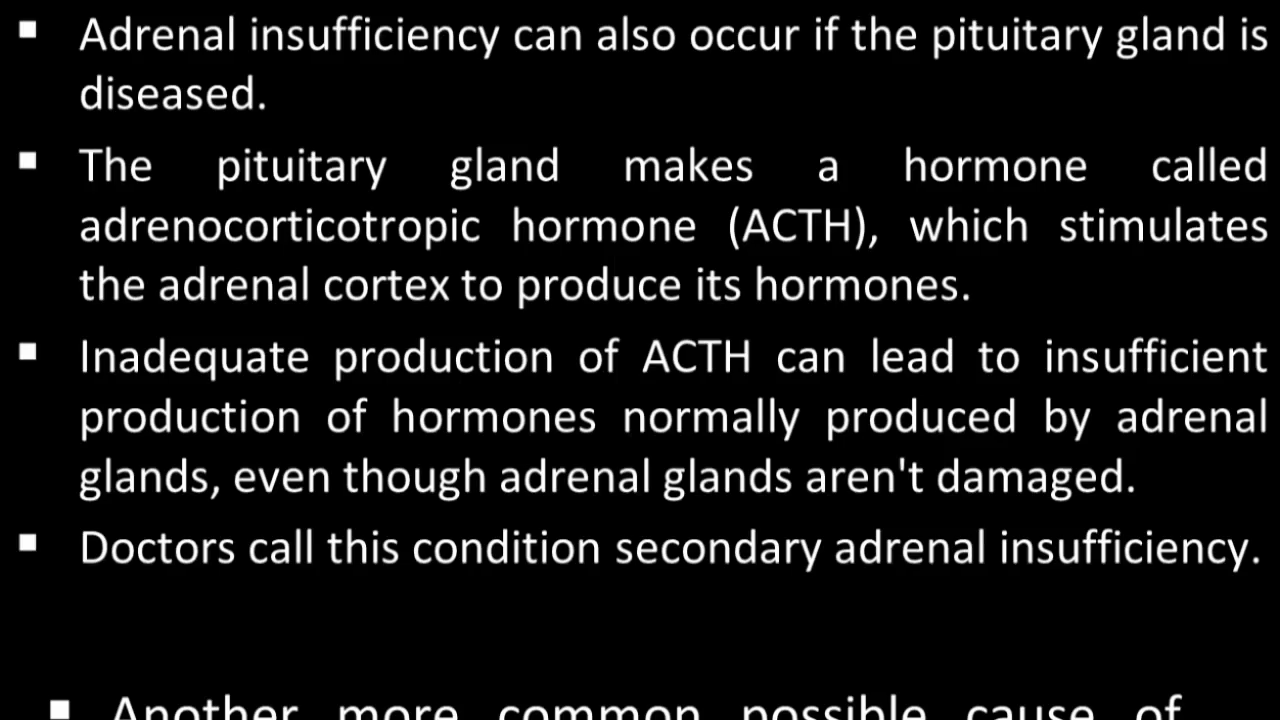 ▪ Adrenal insufficiency can also occur if the pituitary gland is
diseased.
▪ The pituitary gland makes a hormone called
adrenocorticotropic hormone (ACTH), which stimulates
the adrenal cortex to produce its hormones.
▪ Inadequate production of ACTH can lead to insufficient
production of hormones normally produced by adrenal
glands, even though adrenal glands aren't damaged.
▪ Doctors call this condition secondary adrenal insufficiency.
▪ Another more common possible cause of